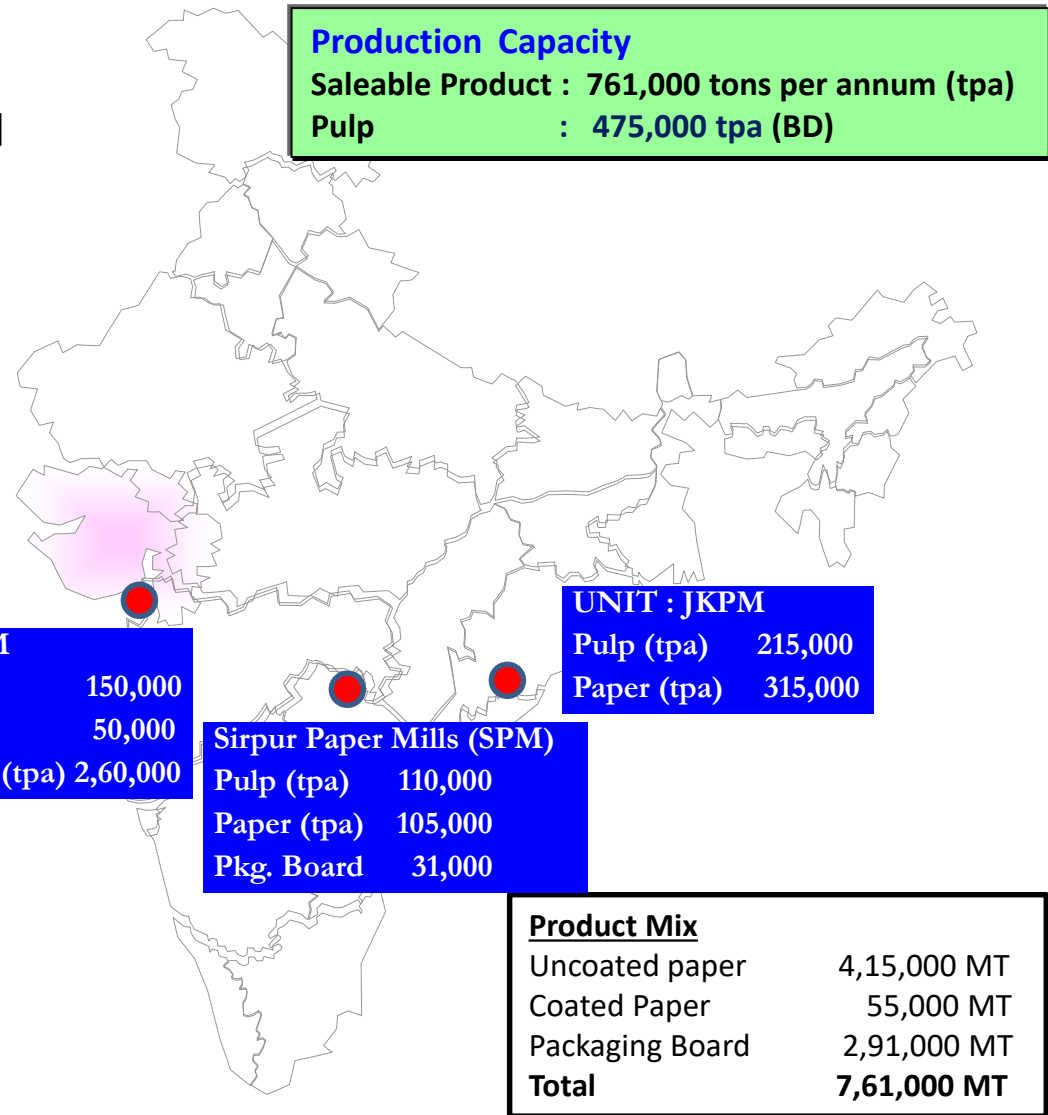 Production Capacity
Saleable Product : 761,000 tons per annum (tpa)
Pulp : 475,000 tpa (BD)
UNIT : JKPM
Pulp (tpa) 215,000
Paper (tpa) 315,000
M
150,000
50,000
(tpa) 2,60,000
Sirpur Paper Mills (SPM)
Pulp (tpa) 110,000
Paper (tpa) 105,000
Pkg. Board 31,000
Product Mix
Uncoated paper 4,15,000 MT
Coated Paper 55,000 MT
Packaging Board 2,91,000 MT
Total 7,61,000 MT